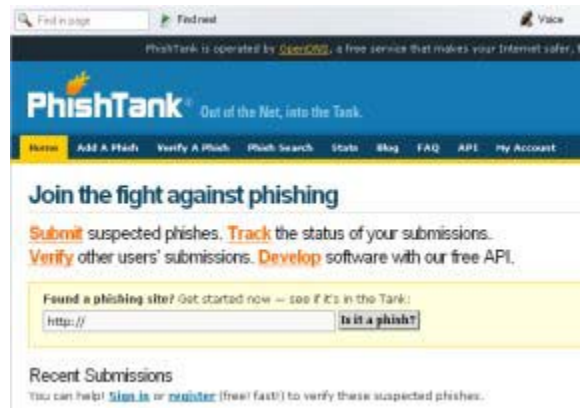 Find in page Find next Voice
PhishTank is operated by OpenDNS, a free service that makes your Internet safer,
PhishTank® Out of the Net, into the Tank.
Home Add A Phish Verify A Phish Phish Search Stats Blog FAQ API My Account
Join the fight against phishing
Submit suspected phishes. Track the status of your submissions.
Verify other users' submissions. Develop software with our free API.
Found a phishing site? Get started now — see if it's in the Tank:
http:// Is it a phish?
Recent Submissions
You can help! Sign in or register (free! fast!) to verify these suspected phishes.